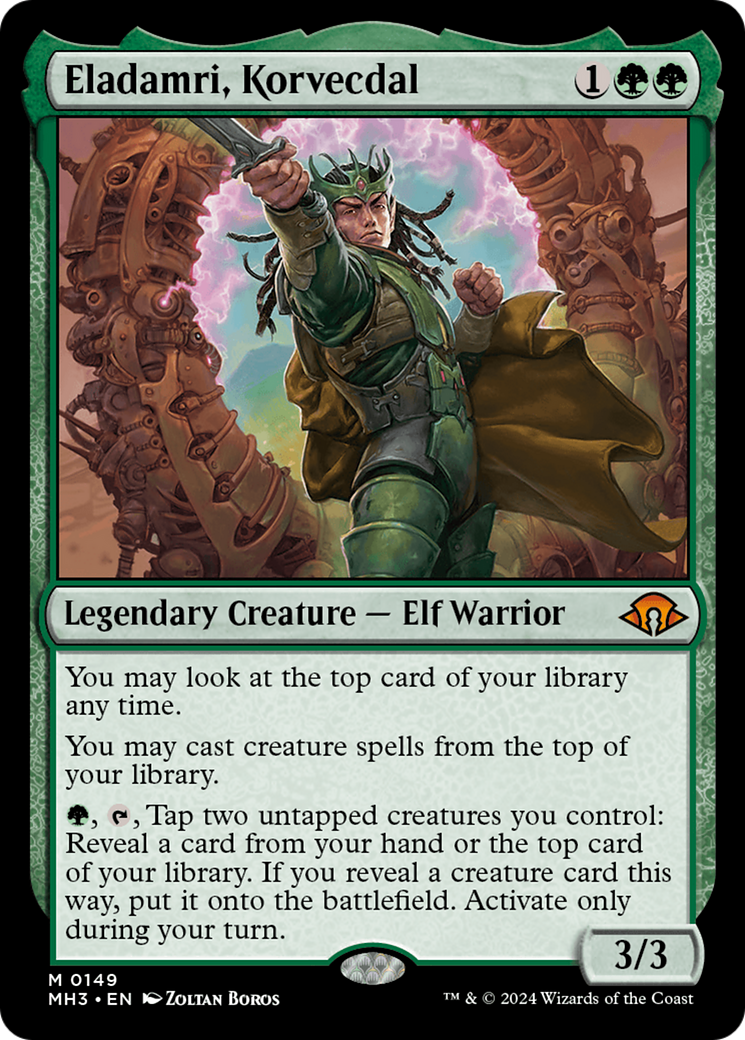 Eladamri, Korvecdal 1
Legendary Creature — Elf Warrior
You may look at the top card of your library
any time.
You may cast creature spells from the top of
your library.
, , Tap two untapped creatures you control:
Reveal a card from your hand or the top card
of your library. If you reveal a creature card this
way, put it onto the battlefield. Activate only
during your turn.
3/3
M 0149
MH3 • EN Zoltan Boros
™ & © 2024 Wizards of the Coast